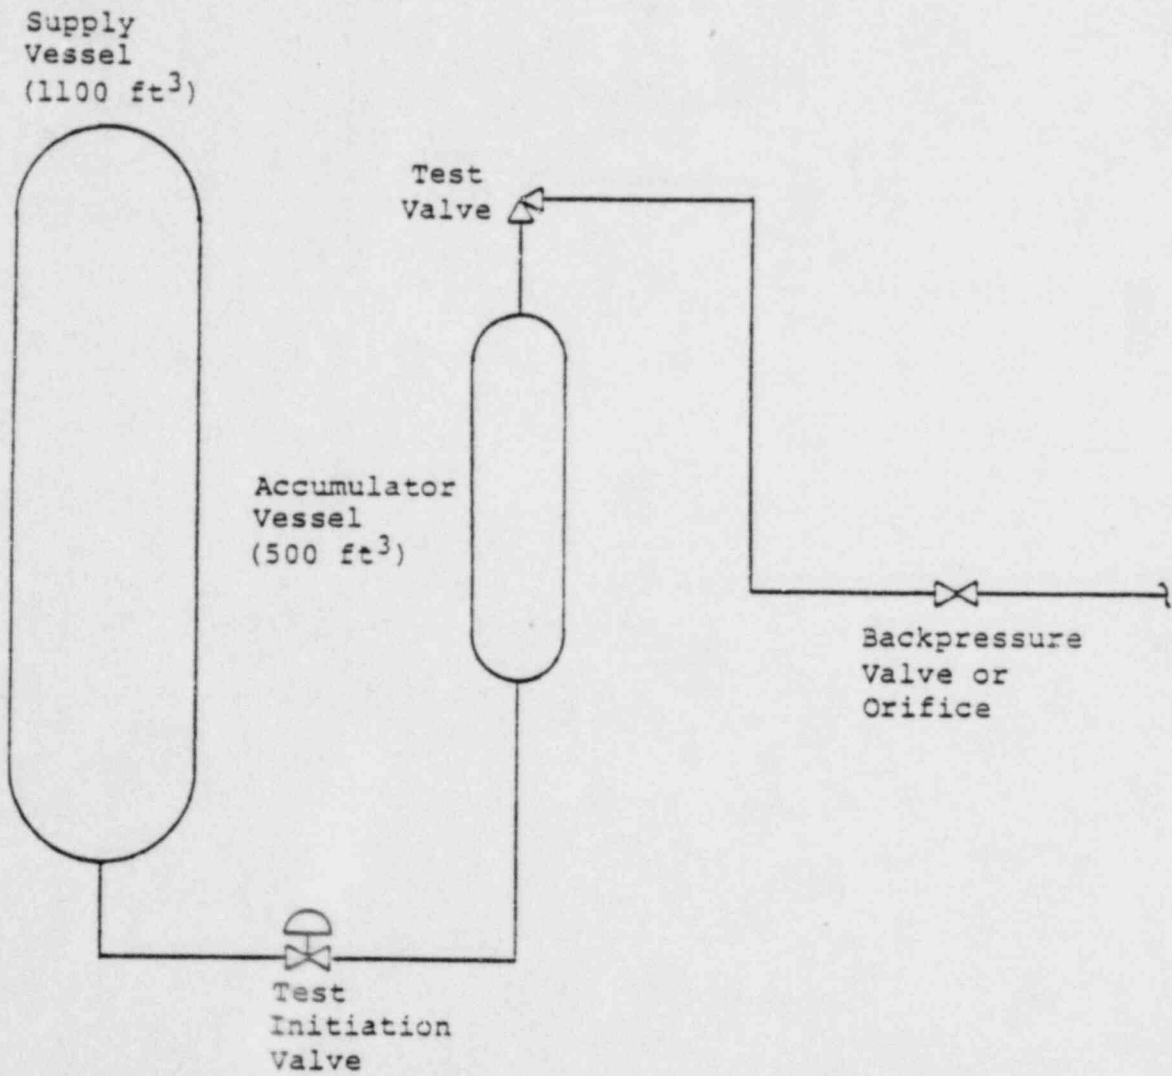 Supply
Vessel
(1100 ft³)
Test
Valve
Accumulator
Vessel
(500 ft³)
Backpressure
Valve or
Orifice
Test
Initiation
Valve